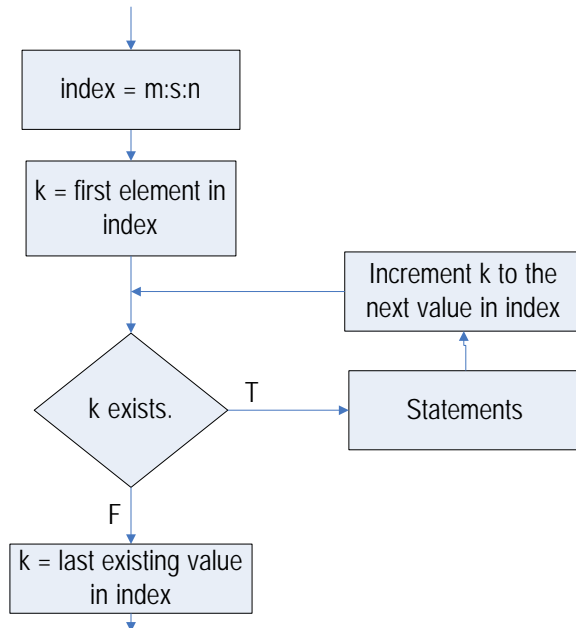 index = m:s:n
k = first element in
index
Increment k to the
next value in index
k exists.
T
Statements
F
k = last existing value
in index